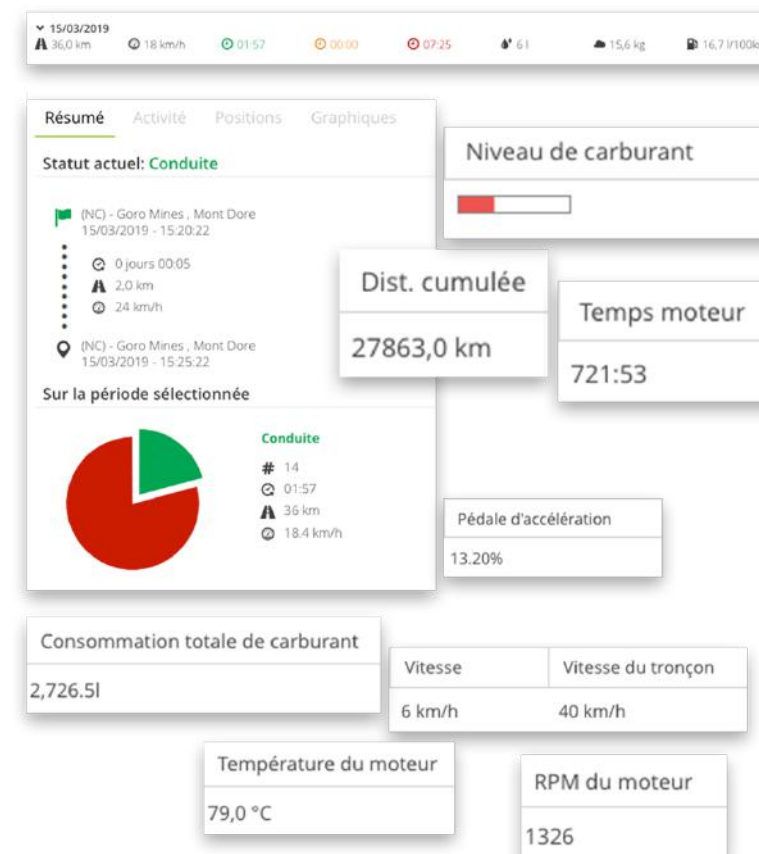 15/03/2019
36,0 km 18 km/h 01:57 00:00 07:25 6 l 15,6 kg 16,7 l/100k
Résumé Activité Positions Graphiques
Statut actuel: Conduite
(NC) - Goro Mines , Mont Dore
15/03/2019 - 15:20:22
0 jours 00:05
2,0 km
24 km/h
(NC) - Goro Mines , Mont Dore
15/03/2019 - 15:25:22
Sur la période sélectionnée
Conduite
# 14
01:57
36 km
18.4 km/h
Niveau de carburant
Dist. cumulée
27863,0 km
Temps moteur
721:53
Pédale d'accélération
13.20%
Consommation totale de carburant
2,726.5l
Vitesse Vitesse du tronçon
6 km/h 40 km/h
Température du moteur
79,0 °C
RPM du moteur
1326